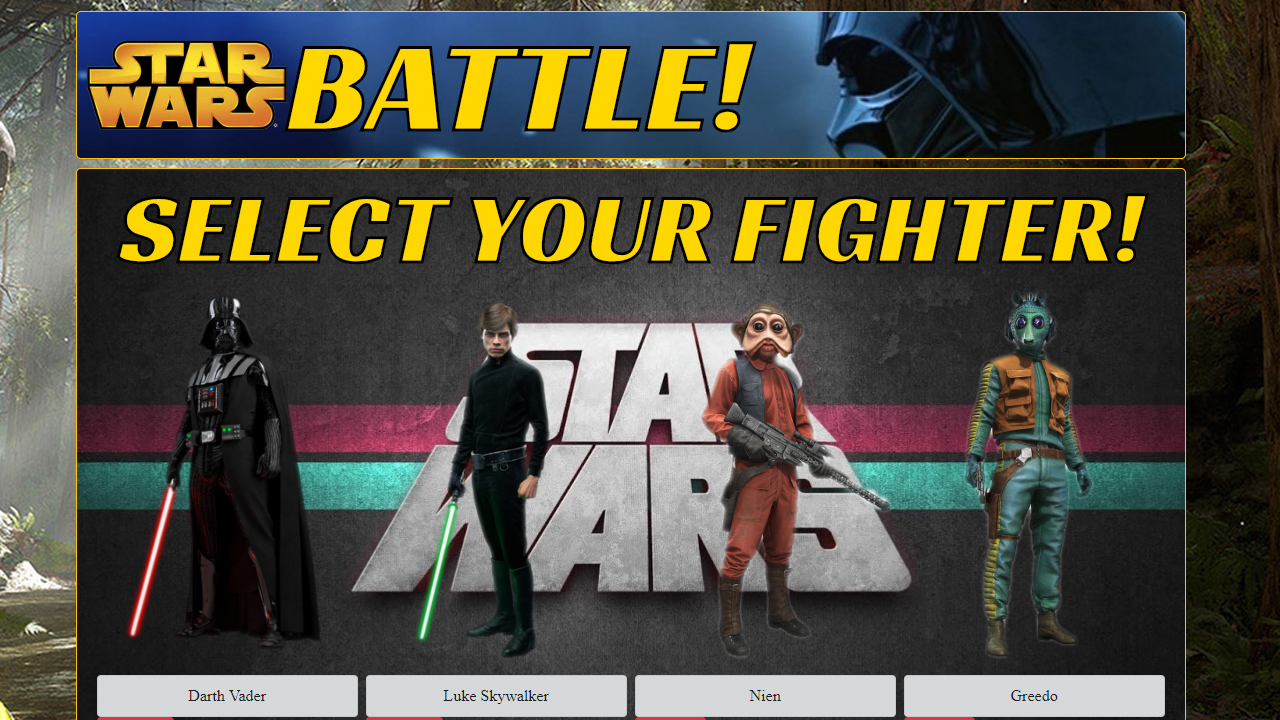 STAR
WARS
BATTLE!
SELECT YOUR FIGHTER!
STAR
WARS
Darth Vader
Luke Skywalker
Nien
Greedo